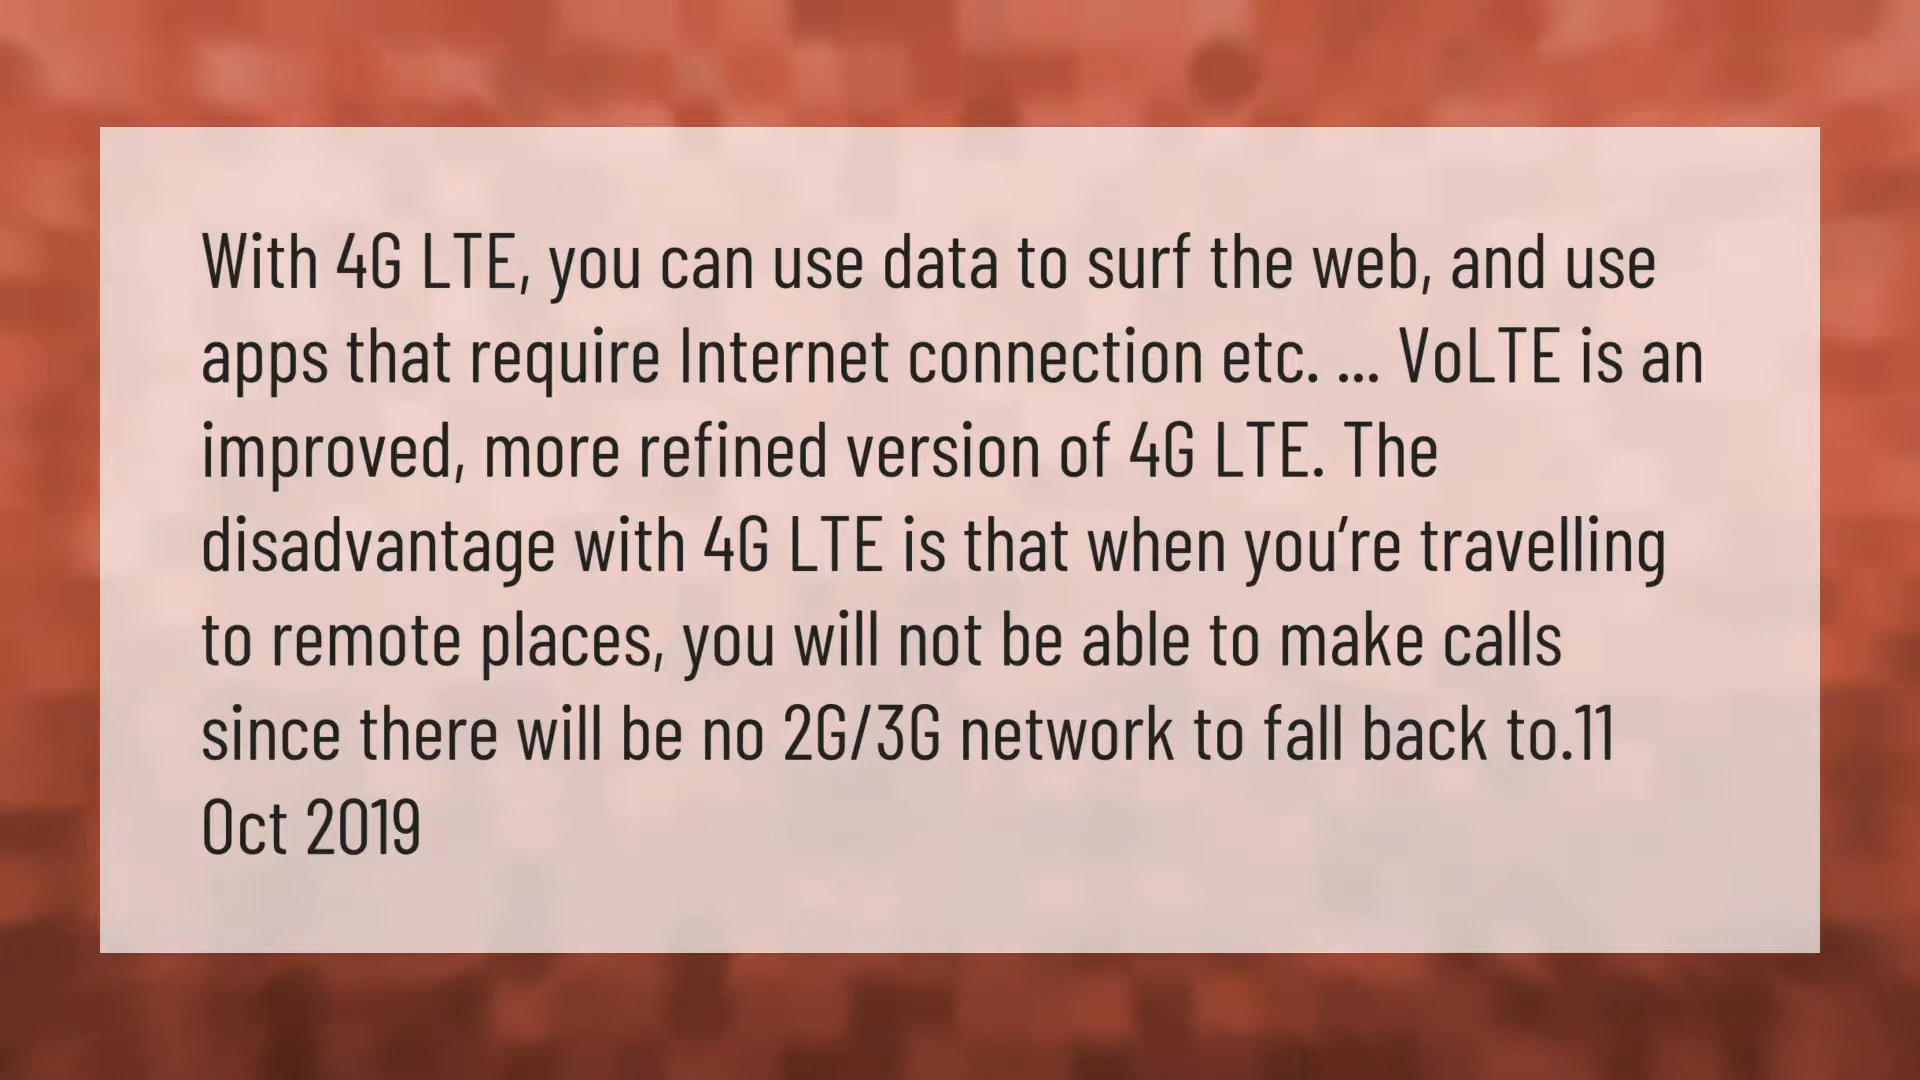 With 4G LTE, you can use data to surf the web, and use
apps that require Internet connection etc. ... VoLTE is an
improved, more refined version of 4G LTE. The
disadvantage with 4G LTE is that when you’re travelling
to remote places, you will not be able to make calls
since there will be no 2G/3G network to fall back to.11
Oct 2019